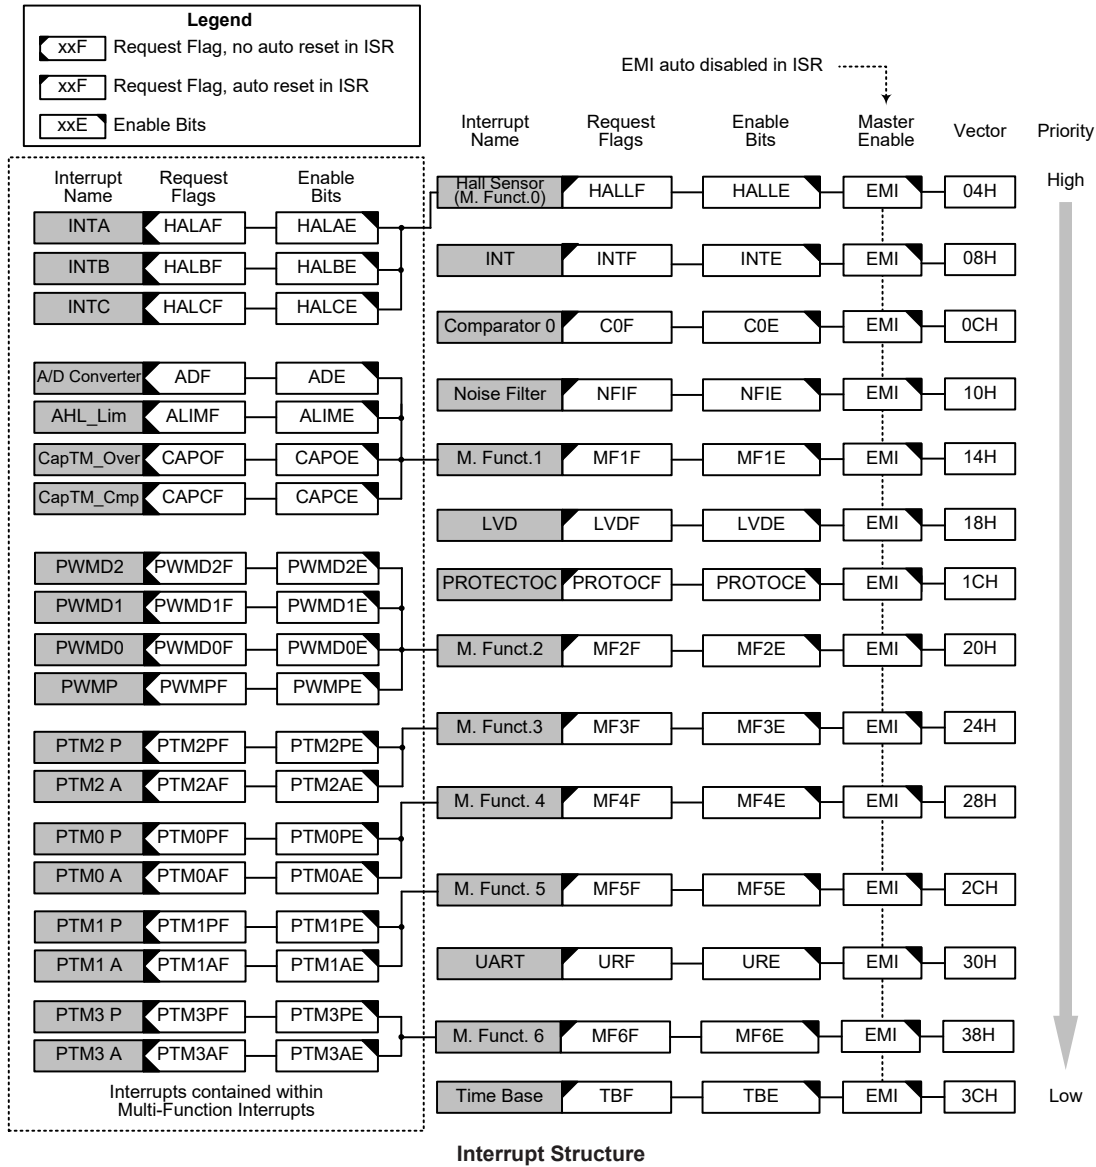 Legend
xxF Request Flag, no auto reset in ISR
xxF Request Flag, auto reset in ISR
xxE Enable Bits
EMI auto disabled in ISR
Interrupt Name
Request Flags
Enable Bits
Master Enable
Vector
Priority
Hall Sensor (M. Funct.0) HALLF HALLE EMI 04H High
INT INTF INTE EMI 08H
Comparator 0 C0F C0E EMI 0CH
Noise Filter NFIF NFIE EMI 10H
M. Funct.1 MF1F MF1E EMI 14H
LVD LVDF LVDE EMI 18H
PROTECTOC PROTOCF PROTOCE EMI 1CH
M. Funct.2 MF2F MF2E EMI 20H
M. Funct.3 MF3F MF3E EMI 24H
M. Funct. 4 MF4F MF4E EMI 28H
M. Funct. 5 MF5F MF5E EMI 2CH
UART URF URE EMI 30H
M. Funct. 6 MF6F MF6E EMI 38H
Time Base TBF TBE EMI 3CH Low
Interrupt Name
Request Flags
Enable Bits
INTA HALAF HALAE
INTB HALBF HALBE
INTC HALCF HALCE
A/D Converter ADF ADE
AHL_Lim ALIMF ALIME
CapTM_Over CAPOF CAPOE
CapTM_Cmp CAPCF CAPCE
PWMD2 PWMD2F PWMD2E
PWMD1 PWMD1F PWMD1E
PWMD0 PWMD0F PWMD0E
PWMP PWMPF PWMPE
PTM2 P PTM2PF PTM2PE
PTM2 A PTM2AF PTM2AE
PTM0 P PTM0PF PTM0PE
PTM0 A PTM0AF PTM0AE
PTM1 P PTM1PF PTM1PE
PTM1 A PTM1AF PTM1AE
PTM3 P PTM3PF PTM3PE
PTM3 A PTM3AF PTM3AE
Interrupts contained within
Multi-Function Interrupts
Interrupt Structure